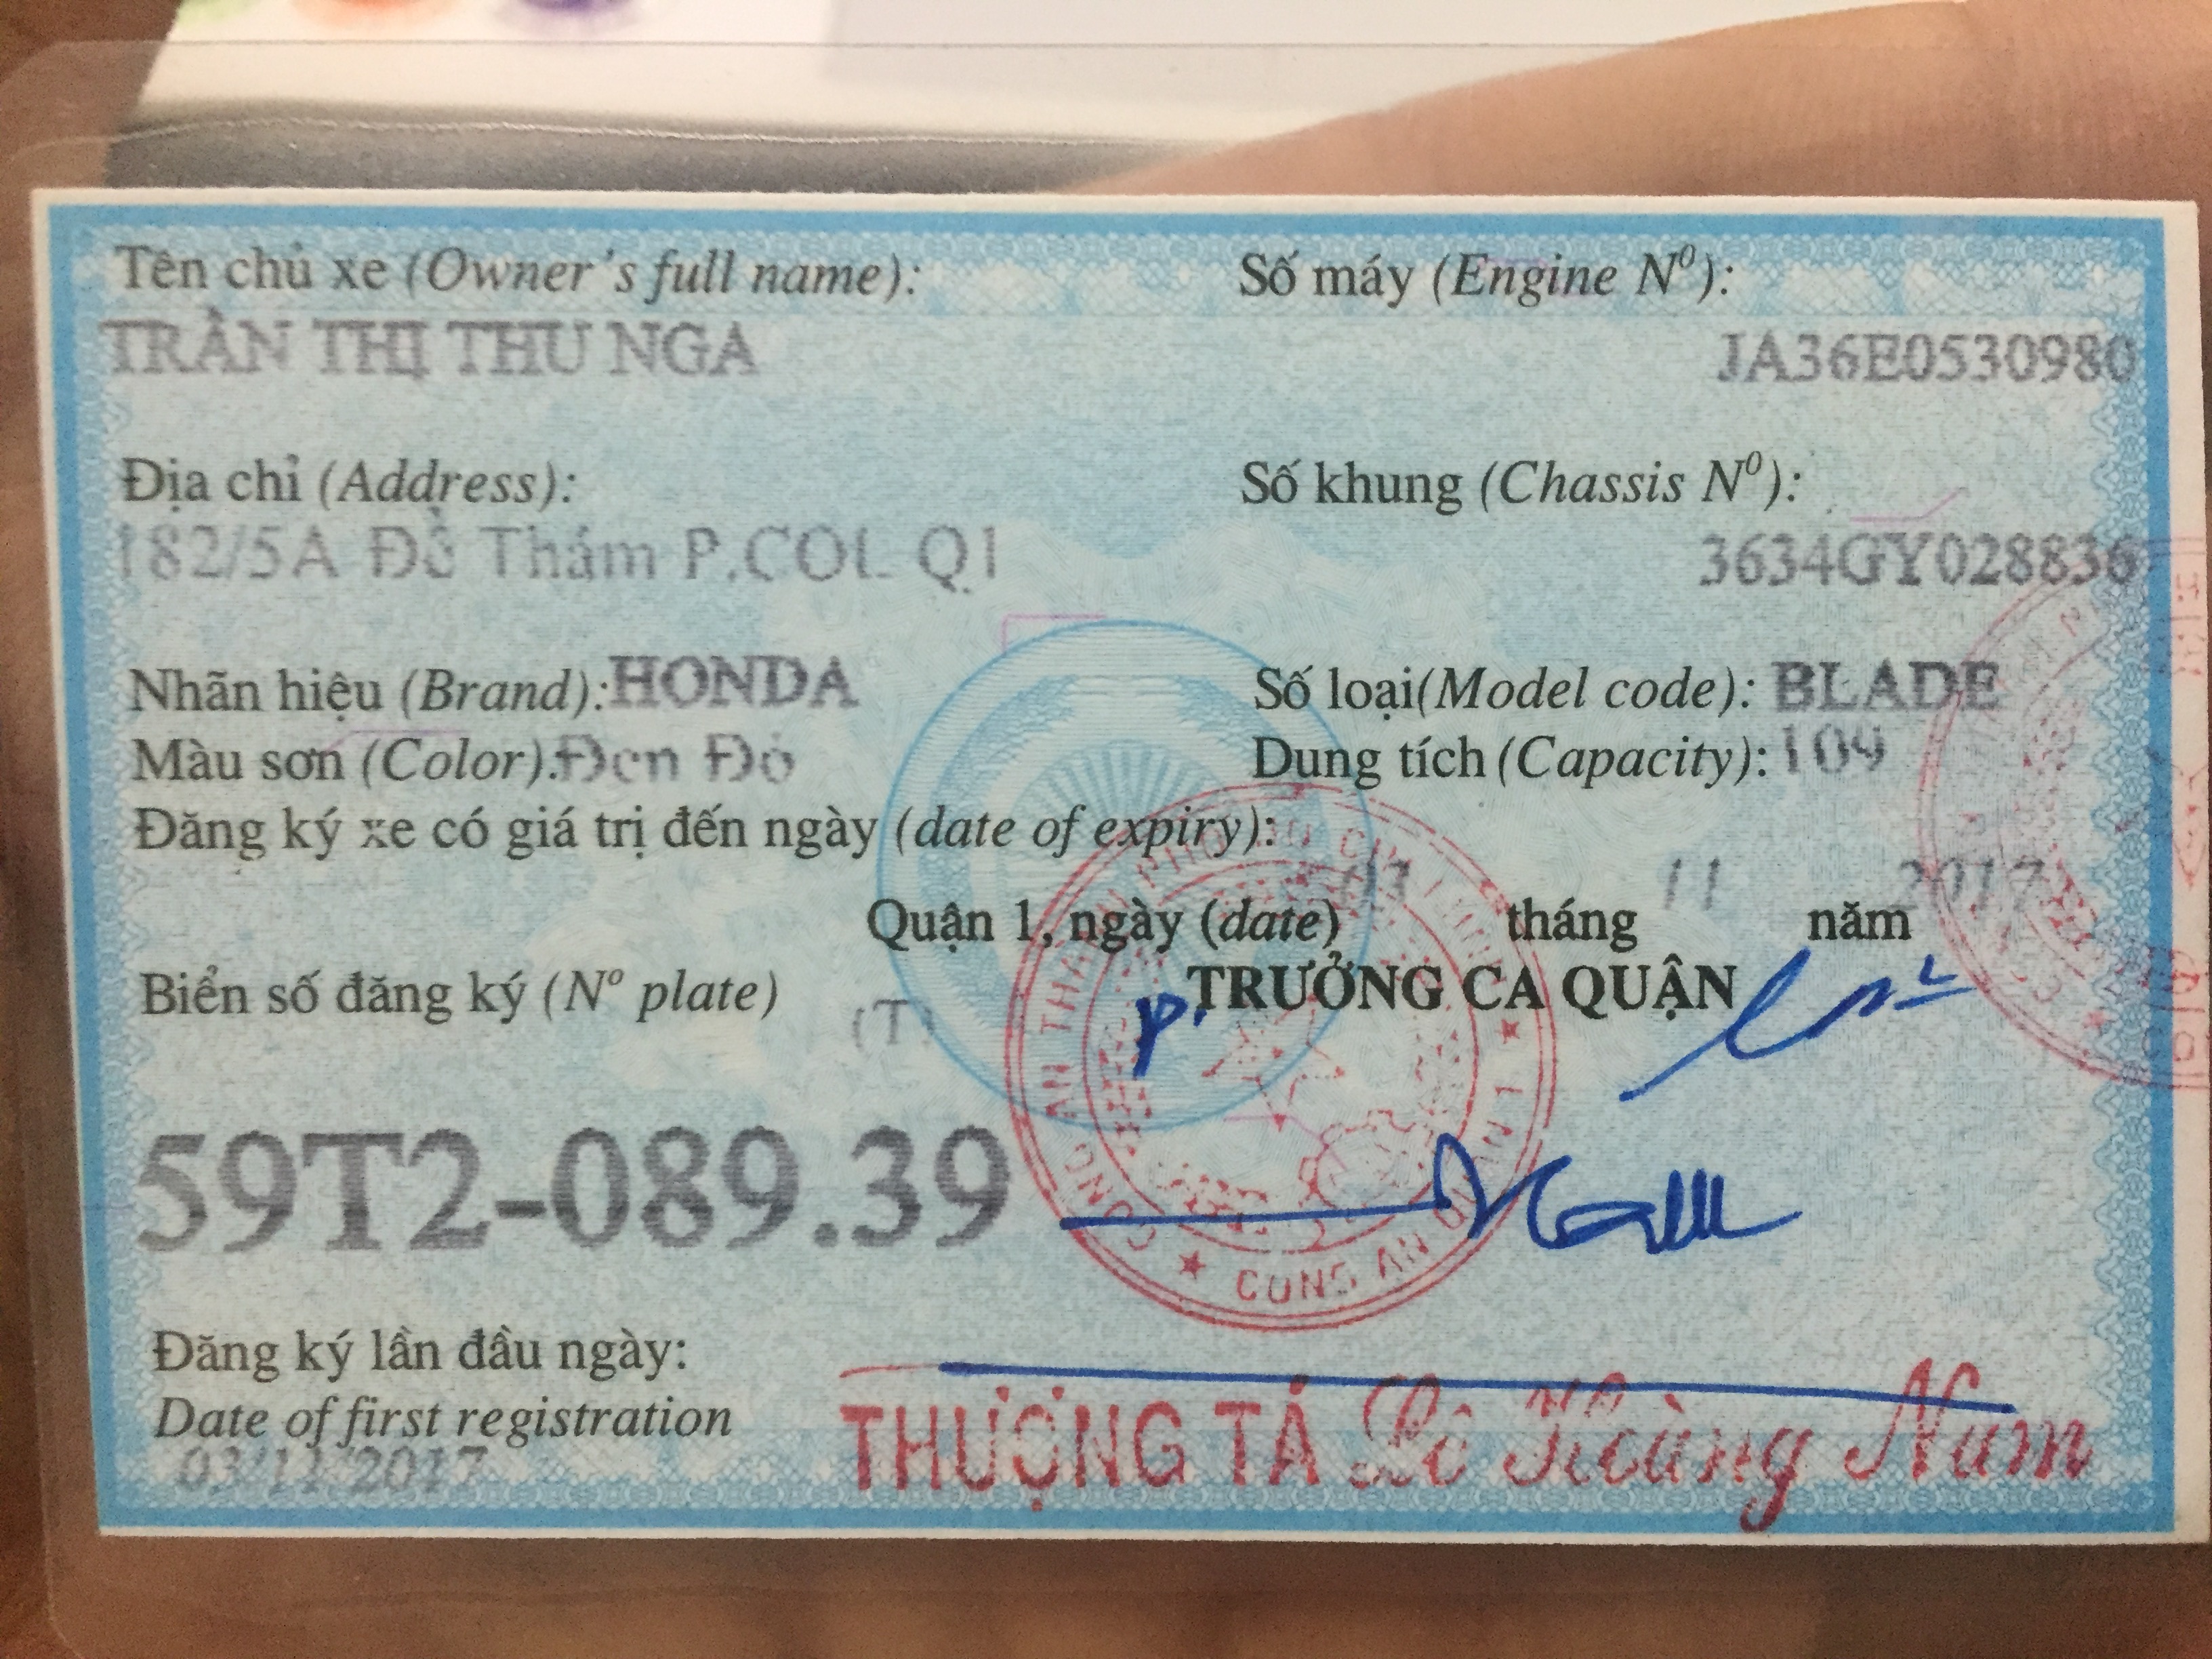 Tên chủ xe (Owner's full name):
TRẦN THỊ THU NGA
Số máy (Engine Nº):
JA36E0530980
Địa chỉ (Address):
182/5A Đề Thám P.COL Q1
Số khung (Chassis Nº):
3634GY028836
Nhãn hiệu (Brand): HONDA
Số loại(Model code): BLADE
Màu sơn (Color): Đen Đỏ
Dung tích (Capacity): 109
Đăng ký xe có giá trị đến ngày (date of expiry):
Quận 1, ngày (date) 03 tháng 11 năm 2017
Biển số đăng ký (Nº plate) (T)
P. TRƯỞNG CA QUẬN
59T2-089.39
CÔNG AN QUẬN 1
Đăng ký lần đầu ngày:
Date of first registration
03/11/2017
THƯỢNG TÁ Lê Hoàng Nam